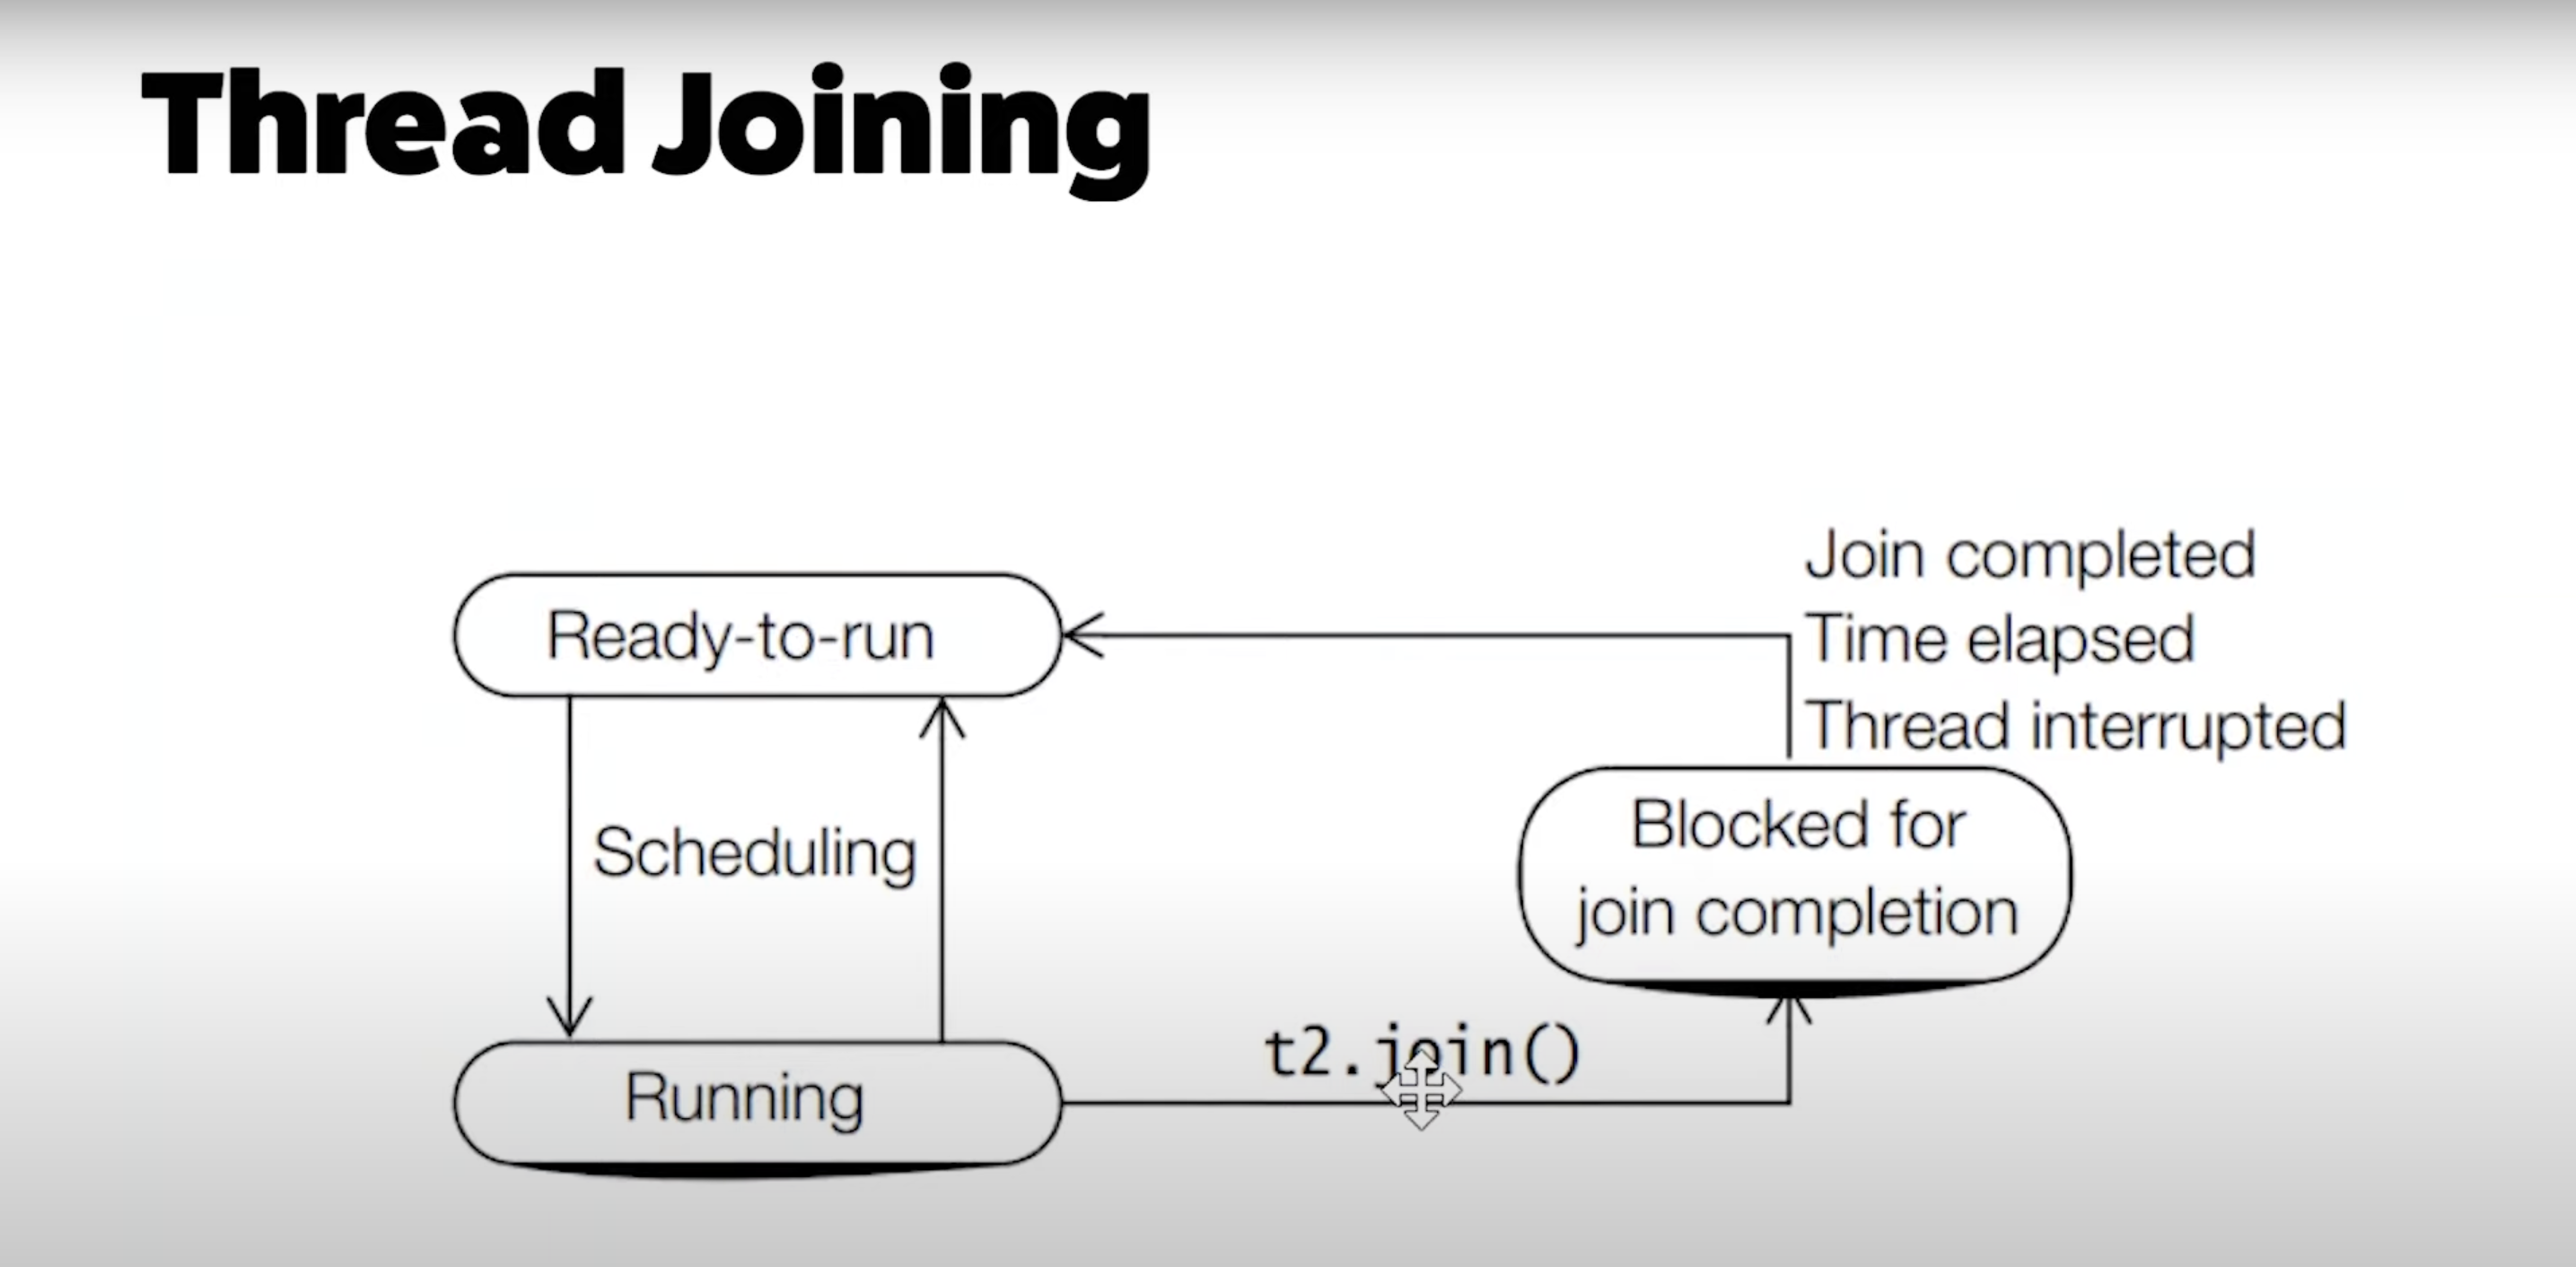 Thread Joining
Join completed
Time elapsed
Thread interrupted
Ready-to-run
Scheduling
Blocked for
join completion
t2.join()
Running